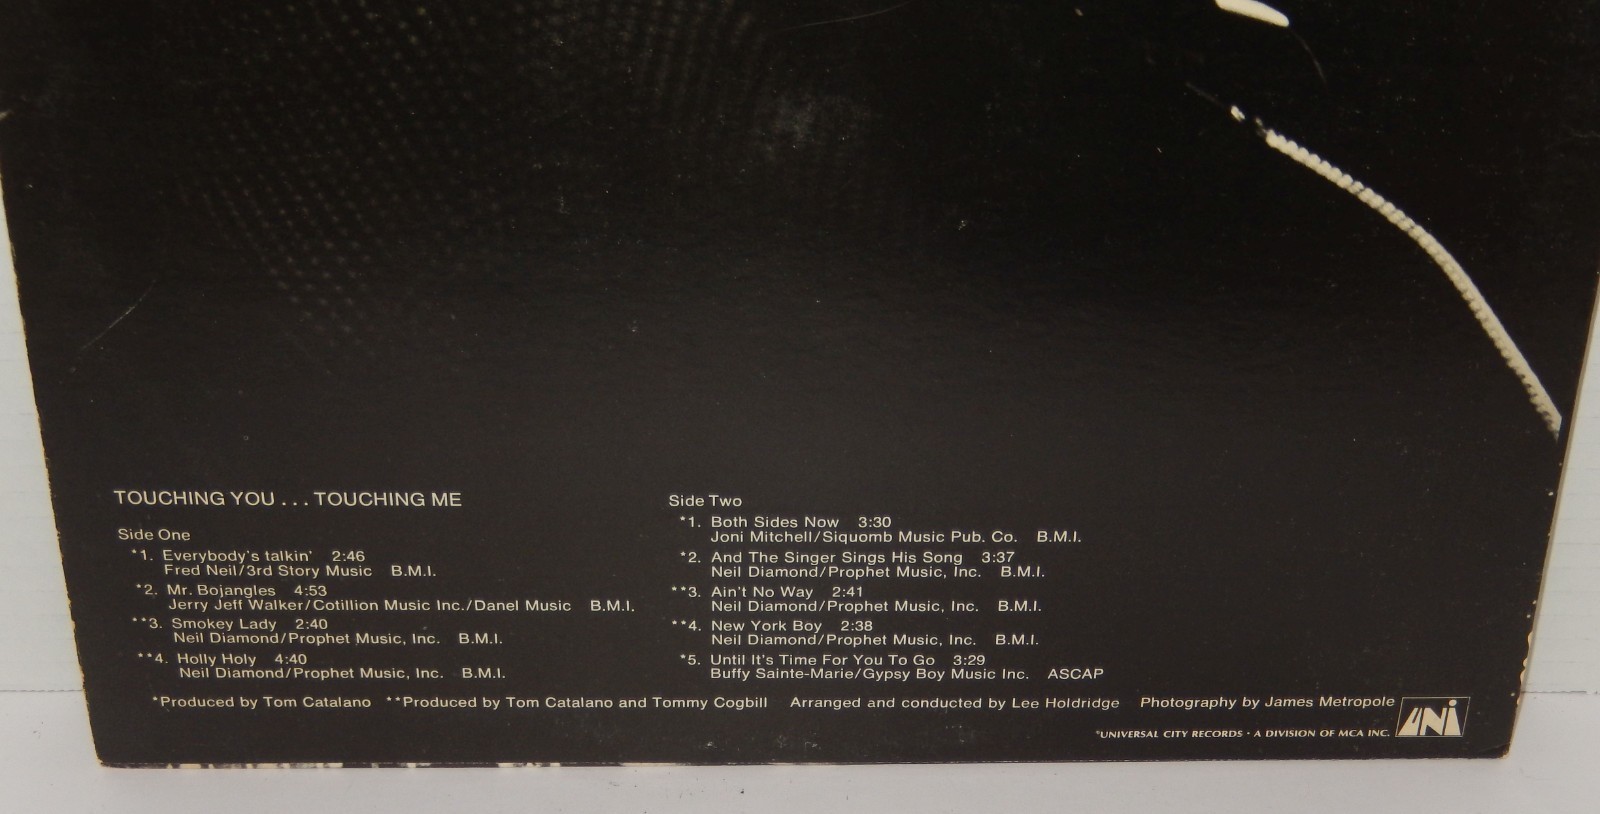 TOUCHING YOU . . . TOUCHING ME
Side One
*1. Everybody's talkin' 2:46
Fred Neil/3rd Story Music B.M.I.
*2. Mr. Bojangles 4:53
Jerry Jeff Walker/Cotillion Music Inc./Danel Music B.M.I.
**3. Smokey Lady 2:40
Neil Diamond/Prophet Music, Inc. B.M.I.
**4. Holly Holy 4:40
Neil Diamond/Prophet Music, Inc. B.M.I.
Side Two
*1. Both Sides Now 3:30
Joni Mitchell/Siquomb Music Pub. Co. B.M.I.
*2. And The Singer Sings His Song 3:37
Neil Diamond/Prophet Music, Inc. B.M.I.
**3. Ain't No Way 2:41
Neil Diamond/Prophet Music, Inc. B.M.I.
**4. New York Boy 2:38
Neil Diamond/Prophet Music, Inc. B.M.I.
*5. Until It's Time For You To Go 3:29
Buffy Sainte-Marie/Gypsy Boy Music Inc. ASCAP
*Produced by Tom Catalano **Produced by Tom Catalano and Tommy Cogbill Arranged and conducted by Lee Holdridge Photography by James Metropole
*UNIVERSAL CITY RECORDS · A DIVISION OF MCA INC. UNI